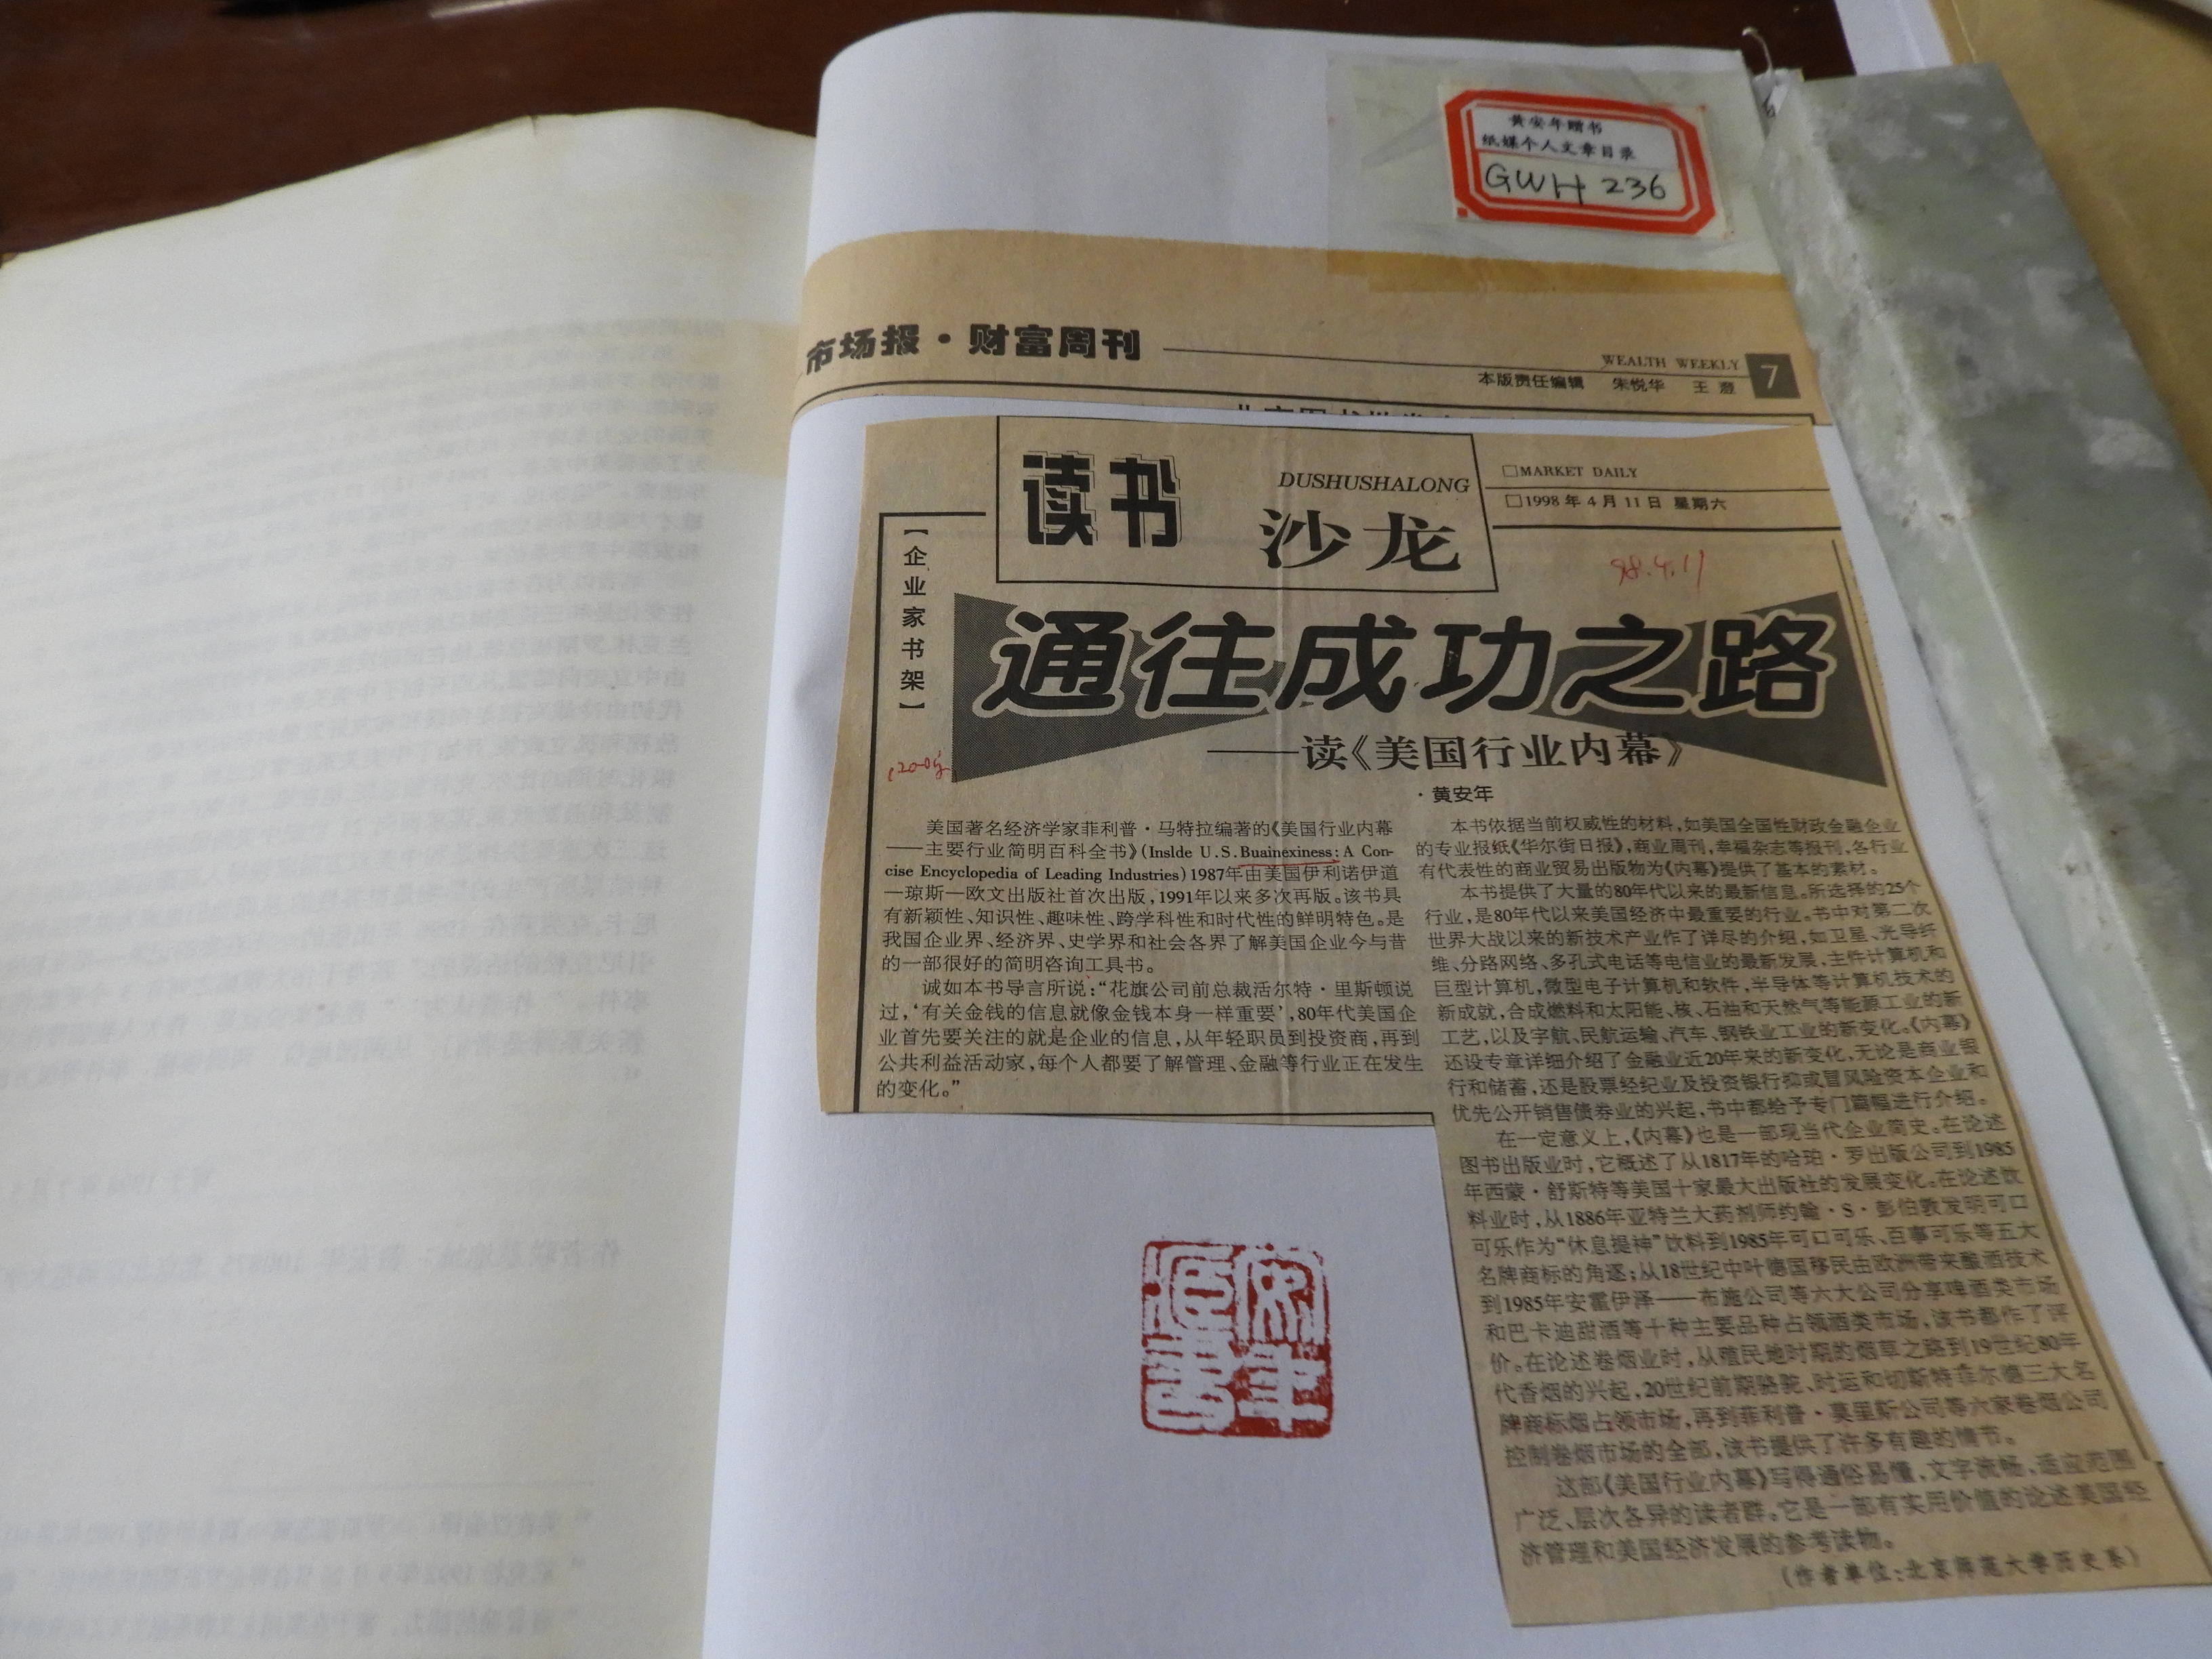 黄安年赠书
纸媒个人文章目录
GWH 236
市场报·财富周刊
WEALTH WEEKLY
7
本版责任编辑 朱悦华 王澄
读书
DUSHUSHALONG
沙龙
□MARKET DAILY
□1998年4月11日 星期六
98.4.11
【企业家书架】
通往成功之路
——读《美国行业内幕》
·黄安年
美国著名经济学家菲利普·马特拉编著的《美国行业内幕
——主要行业简明百科全书》(Inslde U.S.Buainexiness:A Con-
cise Encyclopedia of Leading Industries)1987年由美国伊利诺伊道
—琼斯—欧文出版社首次出版,1991年以来多次再版。该书具
有新颖性、知识性、趣味性、跨学科性和时代性的鲜明特色。是
我国企业界、经济界、史学界和社会各界了解美国企业今与昔
的一部很好的简明咨询工具书。
诚如本书导言所说:“花旗公司前总裁活尔特·里斯顿说
过,‘有关金钱的信息就像金钱本身一样重要’,80年代美国企
业首先要关注的就是企业的信息,从年轻职员到投资商,再到
公共利益活动家,每个人都要了解管理、金融等行业正在发生
的变化。”
本书依据当前权威性的材料,如美国全国性财政金融企业
的专业报纸《华尔街日报》,商业周刊,幸福杂志等报刊,各行业
有代表性的商业贸易出版物为《内幕》提供了基本的素材。
本书提供了大量的80年代以来的最新信息。所选择的25个
行业,是80年代以来美国经济中最重要的行业。书中对第二次
世界大战以来的新技术产业作了详尽的介绍,如卫星、光导纤
维、分路网络、多孔式电话等电信业的最新发展,主件计算机和
巨型计算机,微型电子计算机和软件,半导体等计算机技术的
新成就,合成燃料和太阳能、核、石油和天然气等能源工业的新
工艺,以及宇航、民航运输、汽车、钢铁业工业的新变化。《内幕》
还设专章详细介绍了金融业近20年来的新变化,无论是商业银
行和储蓄,还是股票经纪业及投资银行抑或冒风险资本企业和
优先公开销售债券业的兴起,书中都给予专门篇幅进行介绍。
在一定意义上,《内幕》也是一部现当代企业简史。在论述
图书出版业时,它概述了从1817年的哈珀·罗出版公司到1985
年西蒙·舒斯特等美国十家最大出版社的发展变化。在论述饮
料业时,从1886年亚特兰大药剂师约翰·S·彭伯敦发明可口
可乐作为“休息提神”饮料到1985年可口可乐、百事可乐等五大
名牌商标的角逐;从18世纪中叶德国移民由欧洲带来酿酒技术
到1985年安霍伊泽——布施公司等六大公司分享啤酒类市场
和巴卡迪甜酒等十种主要品种占领酒类市场,该书都作了评
价。在论述卷烟业时,从殖民地时期的烟草之路到19世纪80年
代香烟的兴起,20世纪前期骆驼、时运和切斯特菲尔德三大名
牌商标烟占领市场,再到菲利普·莫里斯公司等六家卷烟公司
控制卷烟市场的全部,该书提供了许多有趣的情节。
这部《美国行业内幕》写得通俗易懂,文字流畅,适应范围
广泛、层次各异的读者群。它是一部有实用价值的论述美国经
济管理和美国经济发展的参考读物。
(作者单位:北京师范大学历史系)